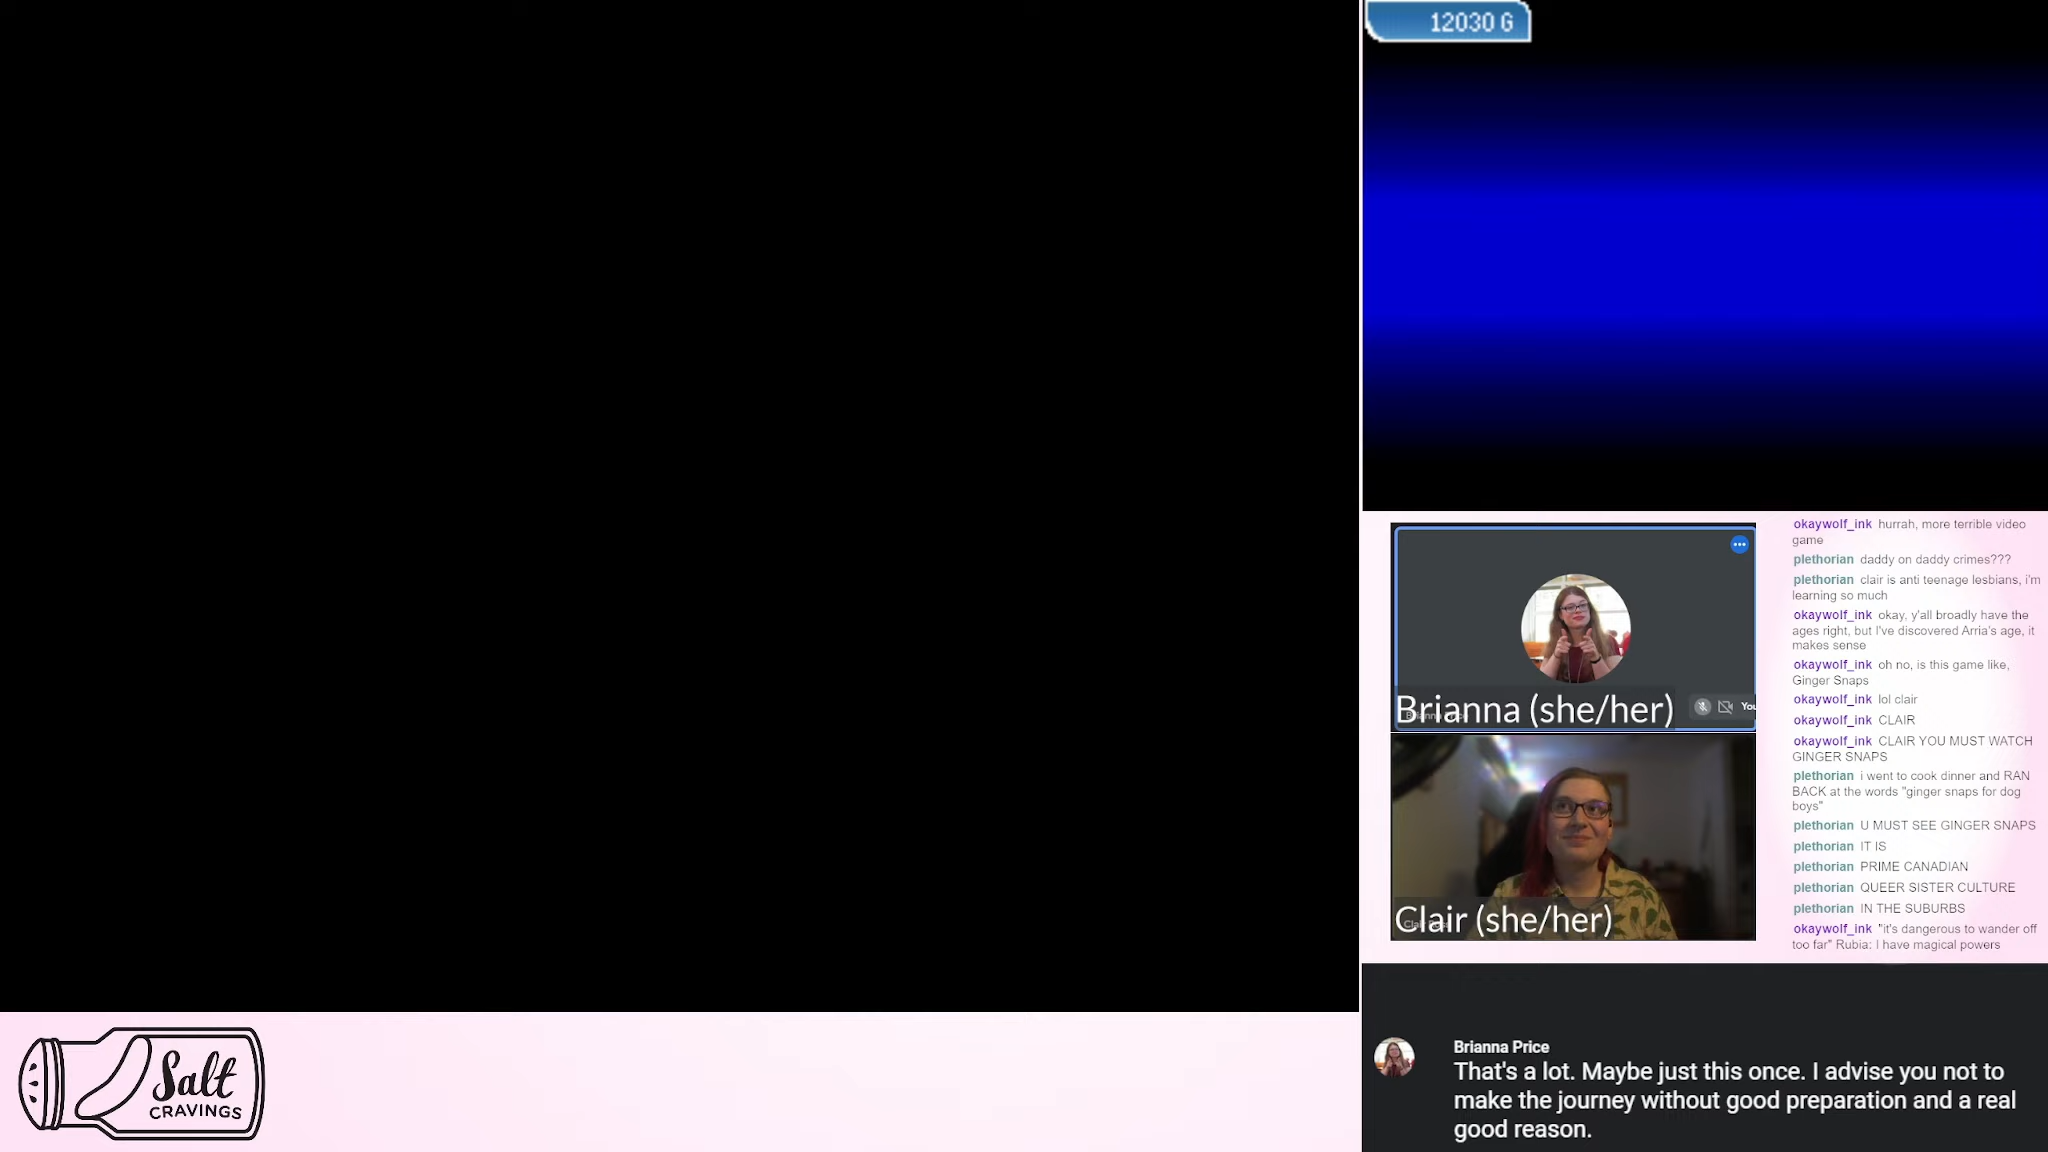 12030 G
okaywolf_ink hurrah, more terrible video
game
plethorian daddy on daddy crimes???
plethorian clair is anti teenage lesbians, i'm
learning so much
okaywolf_ink okay, y'all broadly have the
ages right, but I've discovered Arria's age, it
makes sense
okaywolf_ink oh no, is this game like,
Ginger Snaps
okaywolf_ink lol clair
okaywolf_ink CLAIR
okaywolf_ink CLAIR YOU MUST WATCH
GINGER SNAPS
plethorian i went to cook dinner and RAN
BACK at the words "ginger snaps for dog
boys"
plethorian U MUST SEE GINGER SNAPS
plethorian IT IS
plethorian PRIME CANADIAN
plethorian QUEER SISTER CULTURE
plethorian IN THE SUBURBS
okaywolf_ink "it's dangerous to wander off
too far" Rubia: I have magical powers
Brianna (she/her)
You
Clair (she/her)
Brianna Price
That's a lot. Maybe just this once. I advise you not to
make the journey without good preparation and a real
good reason.
Salt
CRAVINGS